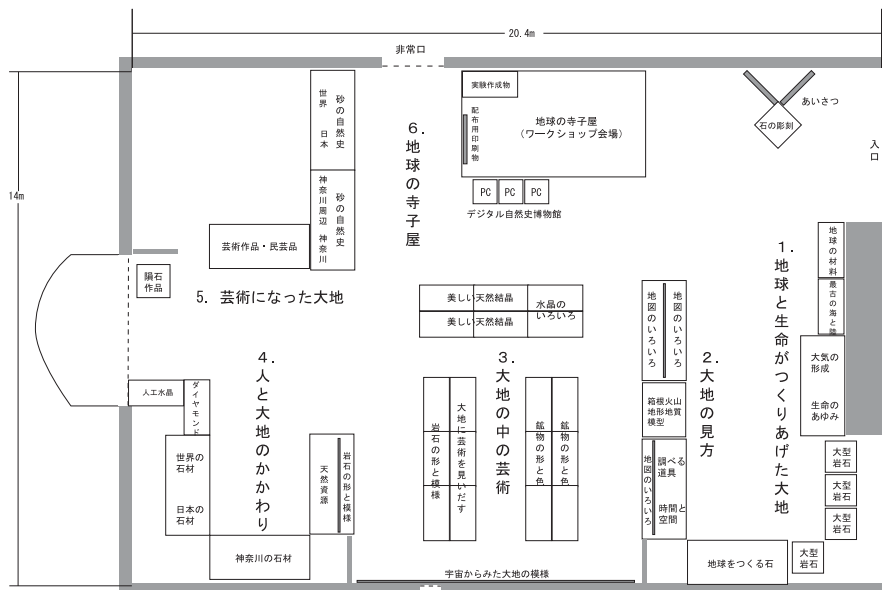 20.4m
非常口
14m
世界 日本
砂の自然史
神奈川周辺 神奈川
砂の自然史
芸術作品・民芸品
6.地球の寺子屋
実験作成物
配布用印刷物
地球の寺子屋
(ワークショップ会場)
PC
PC
PC
デジタル自然史博物館
あいさつ
石の彫刻
入口
地球の材料
最古の海と陸
大気の
形成
生命の
あゆみ
1.地球と生命がつくりあげた大地
大型
岩石
大型
岩石
大型
岩石
大型
岩石
地球をつくる石
2.大地の見方
地図のいろいろ
地図のいろいろ
箱根火山
地形地質
模型
地図のいろいろ
調べる
道具
時間と
空間
美しい天然結晶
美しい天然結晶
水晶の
いろいろ
3.大地の中の芸術
岩石の形と模様
大地に芸術を見いだす
鉱物の形と色
鉱物の形と色
宇宙からみた大地の模様
4.人と大地のかかわり
人工水晶
ダイヤモンド
世界の
石材
日本の
石材
神奈川の石材
天然資源
岩石の形と模様
5. 芸術になった大地
隕石
作品